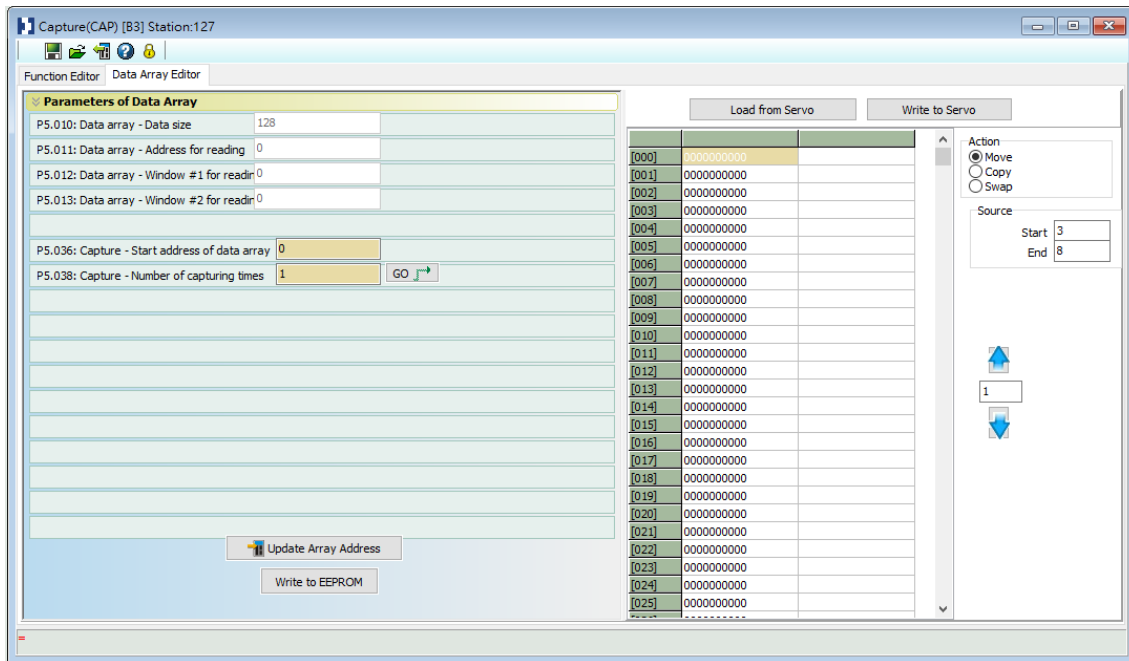 Capture(CAP) [B3] Station:127
Function Editor Data Array Editor
Parameters of Data Array
P5.010: Data array - Data size 128
P5.011: Data array - Address for reading 0
P5.012: Data array - Window #1 for readir 0
P5.013: Data array - Window #2 for readir 0
P5.036: Capture - Start address of data array 0
P5.038: Capture - Number of capturing times 1 GO
Update Array Address
Write to EEPROM
Load from Servo Write to Servo
[000] 0000000000
[001] 0000000000
[002] 0000000000
[003] 0000000000
[004] 0000000000
[005] 0000000000
[006] 0000000000
[007] 0000000000
[008] 0000000000
[009] 0000000000
[010] 0000000000
[011] 0000000000
[012] 0000000000
[013] 0000000000
[014] 0000000000
[015] 0000000000
[016] 0000000000
[017] 0000000000
[018] 0000000000
[019] 0000000000
[020] 0000000000
[021] 0000000000
[022] 0000000000
[023] 0000000000
[024] 0000000000
[025] 0000000000
Action
Move
Copy
Swap
Source
Start 3
End 8
1
=